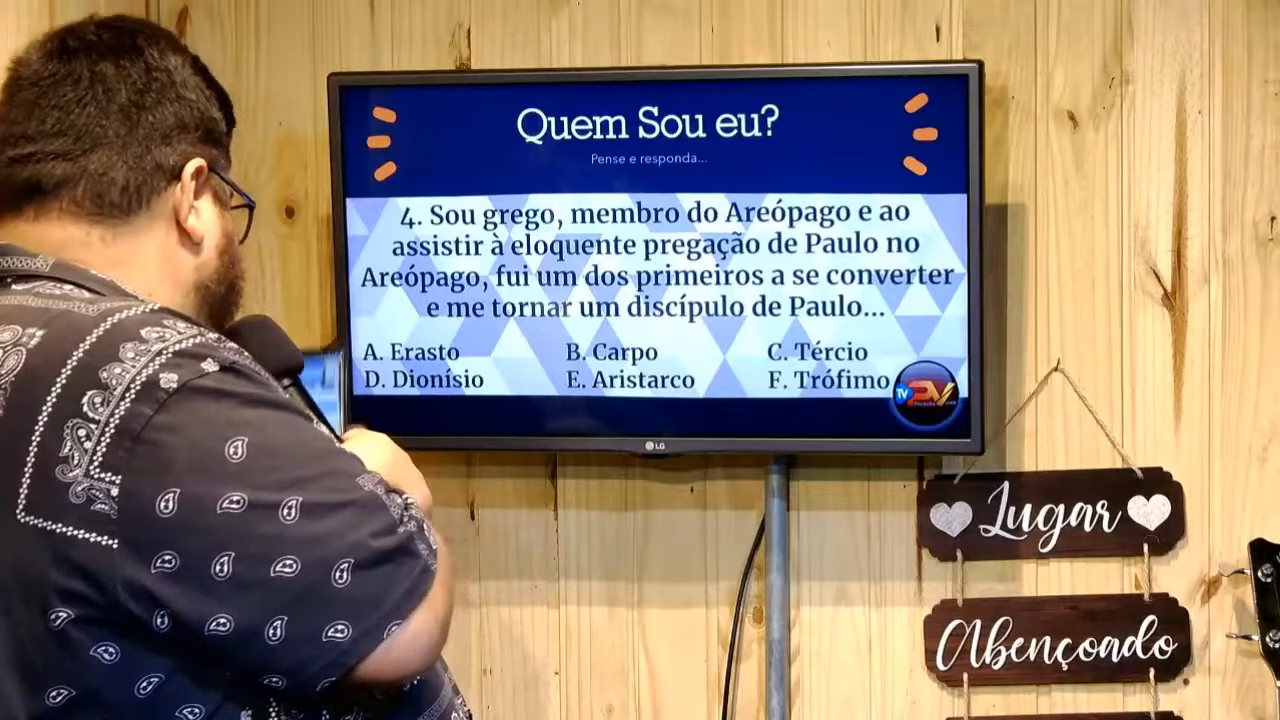 Quem Sou eu?
Pense e responda...
4. Sou grego, membro do Areópago e ao
assistir à eloquente pregação de Paulo no
Areópago, fui um dos primeiros a se converter
e me tornar um discípulo de Paulo...
A. Erasto B. Carpo C. Tércio
D. Dionísio E. Aristarco F. Trófimo
TV PV
LG
Lugar
Abençoado